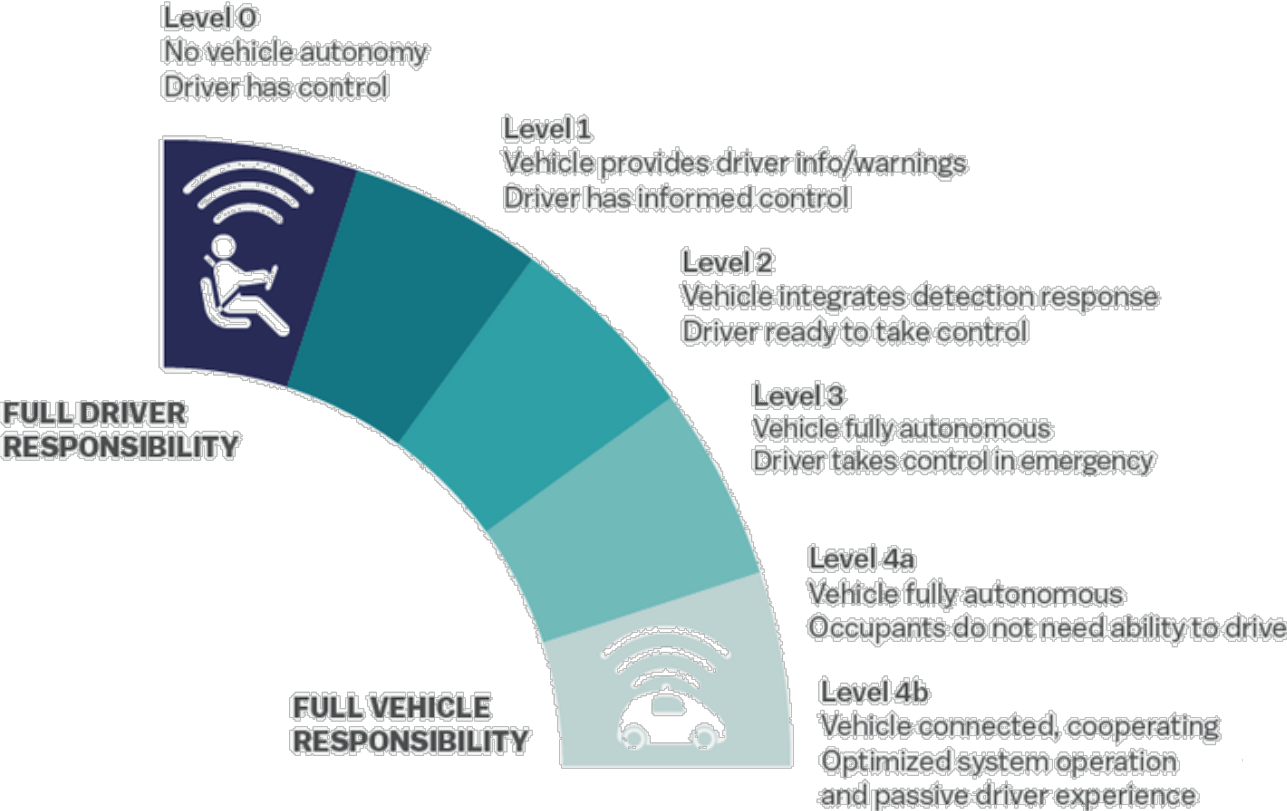 Level 0
No vehicle autonomy
Driver has control
Level 1
Vehicle provides driver info/warnings
Driver has informed control
Level 2
Vehicle integrates detection response
Driver ready to take control
Level 3
Vehicle fully autonomous
Driver takes control in emergency
FULL DRIVER
RESPONSIBILITY
Level 4a
Vehicle fully autonomous
Occupants do not need ability to drive
FULL VEHICLE
RESPONSIBILITY
Level 4b
Vehicle connected, cooperating
Optimized system operation
and passive driver experience